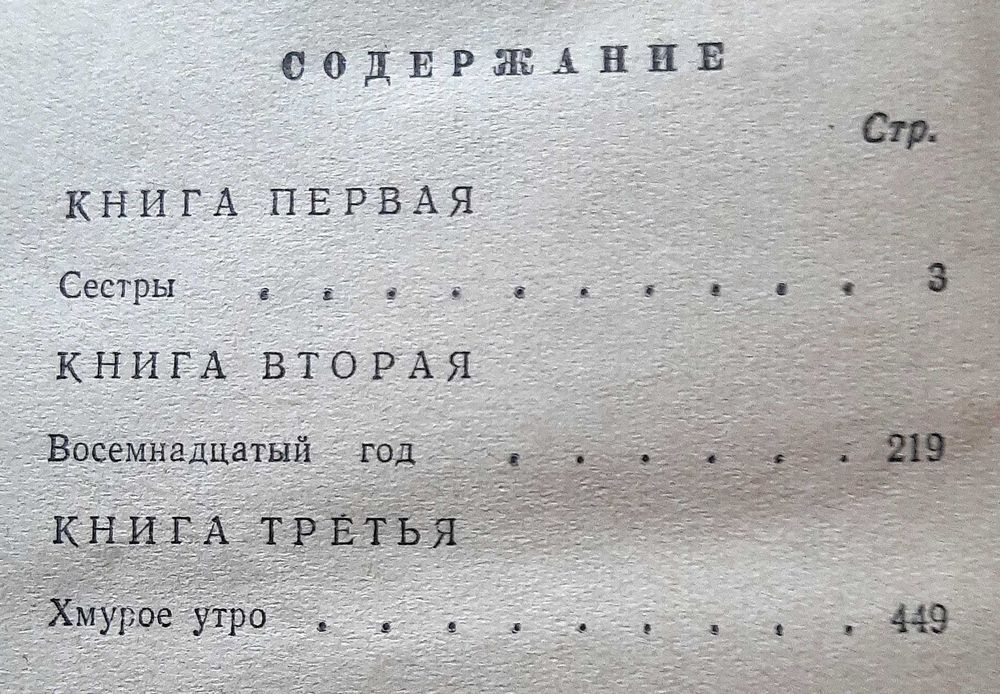 СОДЕРЖАНИЕ
Стр.
КНИГА ПЕРВАЯ
Сестры . . . . . . . . . . 3
КНИГА ВТОРАЯ
Восемнадцатый год . . . . . . 219
КНИГА ТРЕТЬЯ
Хмурое утро . . . . . . . . . 449